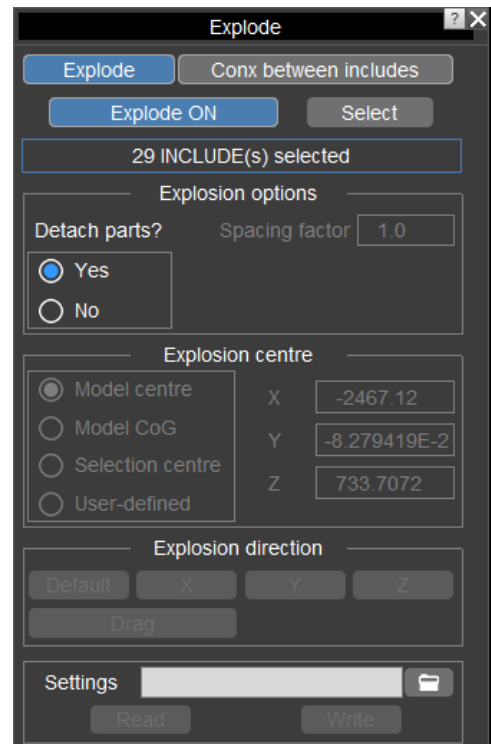 Explode ?
Explode Conx between includes
Explode ON Select
29 INCLUDE(s) selected
Explosion options
Detach parts? Spacing factor 1.0
Yes
No
Explosion centre
Model centre X -2467.12
Model CoG Y -8.279419E-2
Selection centre Z 733.7072
User-defined
Explosion direction
Default X Y Z
Drag
Settings
Read Write